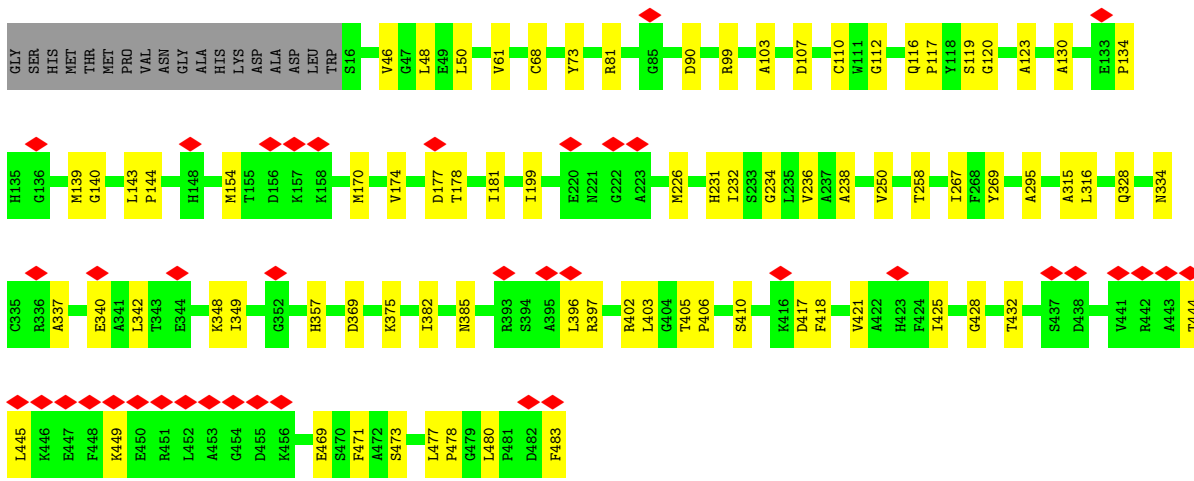 GLY SER HIS MET THR MET PRO VAL ASN GLY ALA HIS LYS ASP ALA ASP LEU TRP S16 V46 G47 L48 E49 L50 V61 C68 Y73 R81 G85 D90 R99 A103 D107 C110 W111 G112 Q116 P117 Y118 S119 G120 A123 A130 E133 P134
H135 G136 M139 G140 L143 P144 H148 M154 T155 D156 K157 K158 M170 V174 D177 T178 I181 I199 E220 N221 G222 A223 M226 H231 I232 S233 G234 L235 V236 A237 A238 V250 T258 I267 F268 Y269 A295 A315 L316 Q328 N334
C335 R336 A337 E340 A341 L342 T343 E344 K348 I349 G352 H357 D369 K375 I382 N385 R393 S394 A395 L396 R397 R402 L403 G404 T405 P406 S410 K416 D417 F418 V421 A422 H423 F424 I425 G428 T432 S437 D438 V441 R442 A443 T444
L445 K446 E447 F448 K449 E450 R451 L452 A453 G454 D455 K456 E469 S470 F471 A472 S473 L477 P478 G479 L480 P481 D482 F483